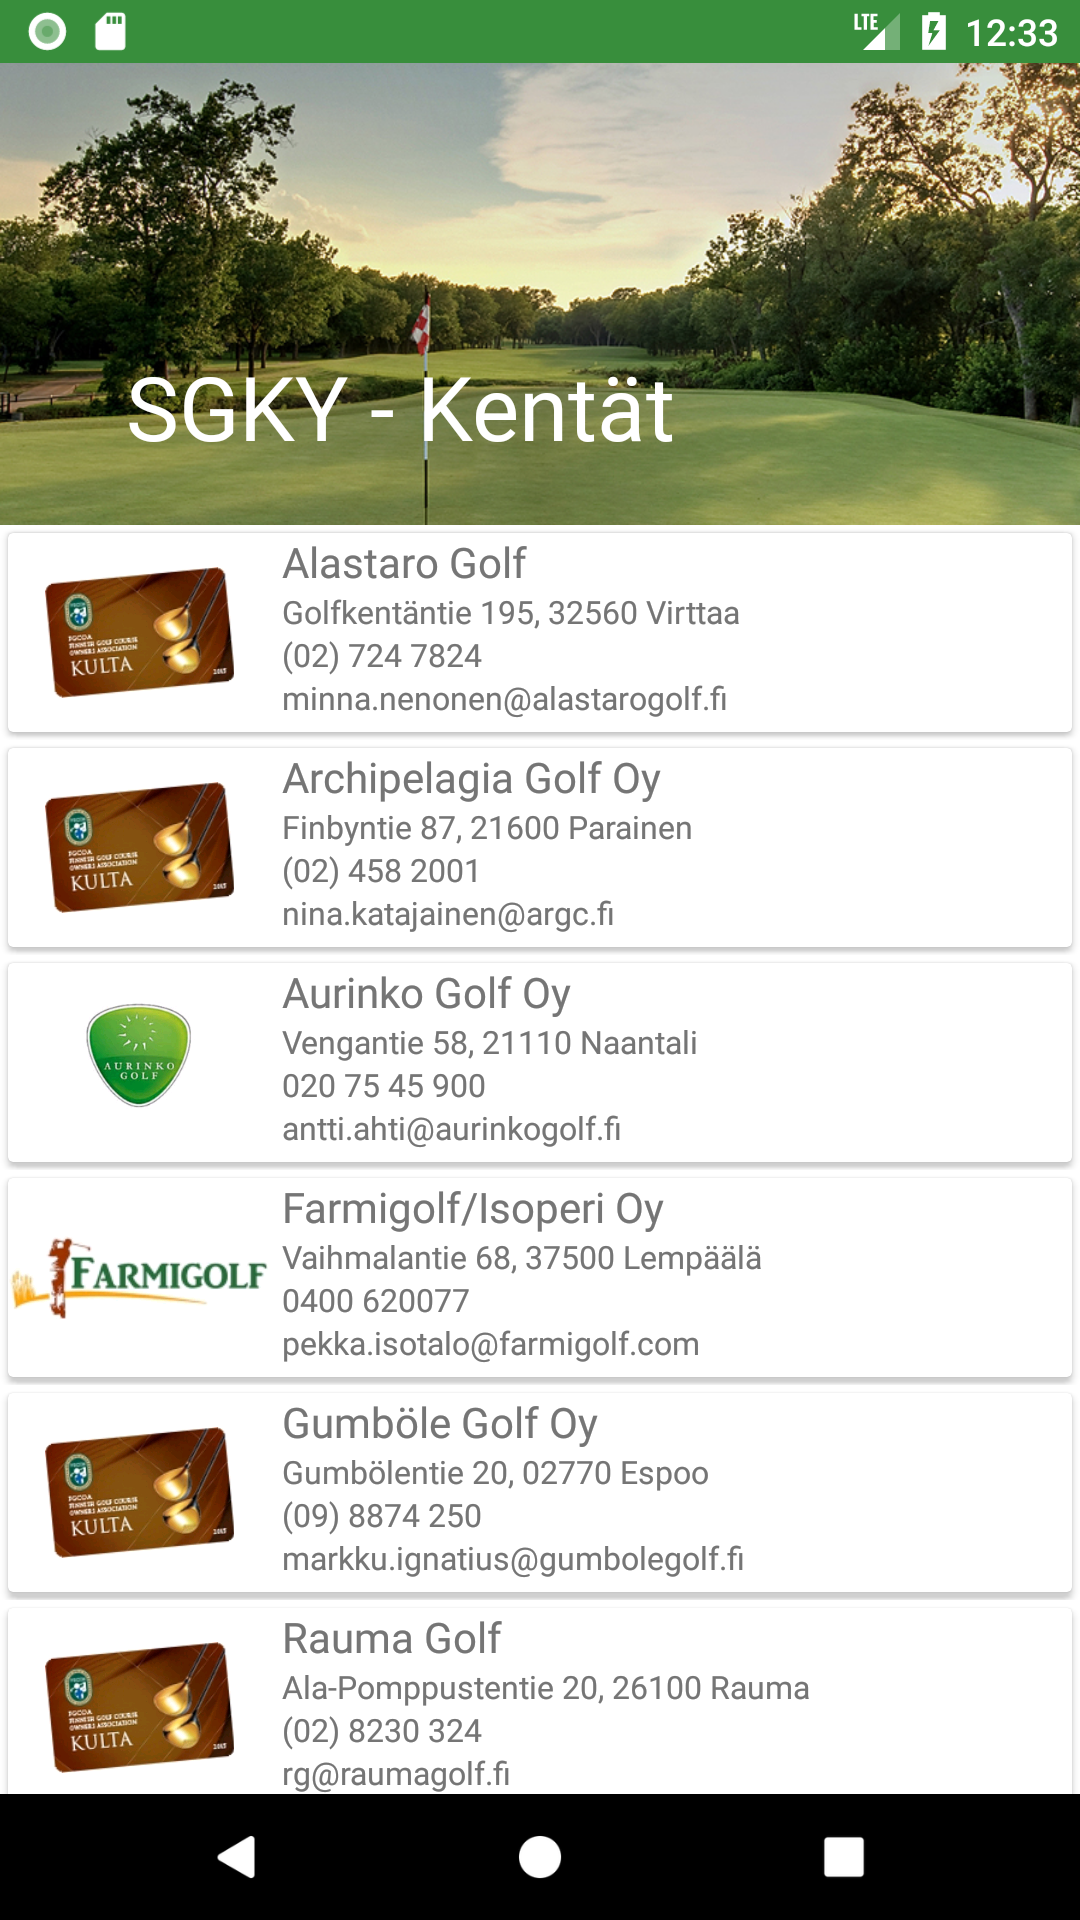 LTE
12:33
SGKY - Kentät
Alastaro Golf
Golfkentäntie 195, 32560 Virttaa
(02) 724 7824
minna.nenonen@alastarogolf.fi
FGCOA
FINNISH GOLF COURSE
OWNERS ASSOCIATION
KULTA
Archipelagia Golf Oy
Finbyntie 87, 21600 Parainen
(02) 458 2001
nina.katajainen@argc.fi
FGCOA
FINNISH GOLF COURSE
OWNERS ASSOCIATION
KULTA
Aurinko Golf Oy
Vengantie 58, 21110 Naantali
020 75 45 900
antti.ahti@aurinkogolf.fi
AURINKO
GOLF
Farmigolf/Isoperi Oy
Vaihmalantie 68, 37500 Lempäälä
0400 620077
pekka.isotalo@farmigolf.com
FARMIGOLF
Gumböle Golf Oy
Gumbölentie 20, 02770 Espoo
(09) 8874 250
markku.ignatius@gumbolegolf.fi
FGCOA
FINNISH GOLF COURSE
OWNERS ASSOCIATION
KULTA
Rauma Golf
Ala-Pomppustentie 20, 26100 Rauma
(02) 8230 324
rg@raumagolf.fi
FGCOA
FINNISH GOLF COURSE
OWNERS ASSOCIATION
KULTA